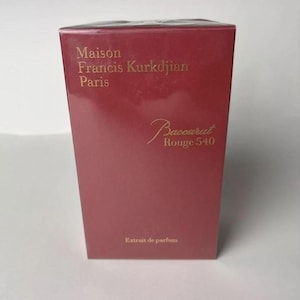 Maison
Francis Kurkdjian
Paris
Baccarat
Rouge 540
Extrait de parfum